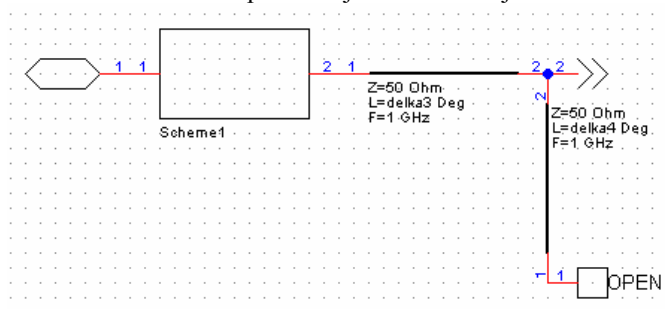 1 1
2 1
2 2
2
Z=50 Ohm
L=delka3 Deg
F=1 GHz
Z=50 Ohm
L=delka4 Deg
F=1 GHz
Scheme1
1 1
OPEN